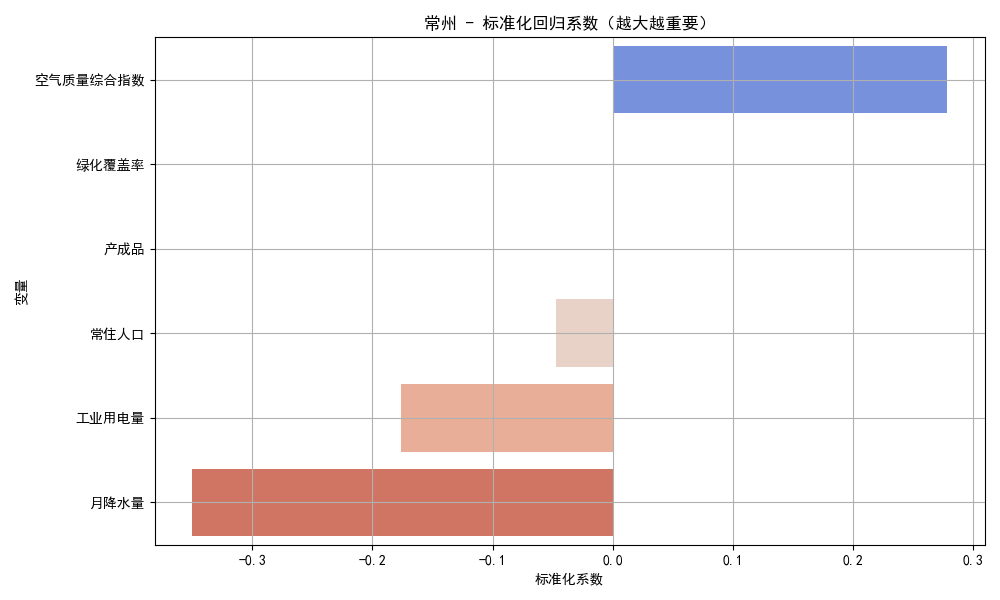 常州 - 标准化回归系数（越大越重要）
空气质量综合指数
绿化覆盖率
产成品
常住人口
工业用电量
月降水量
变量
-0.3 -0.2 -0.1 0.0 0.1 0.2 0.3
标准化系数